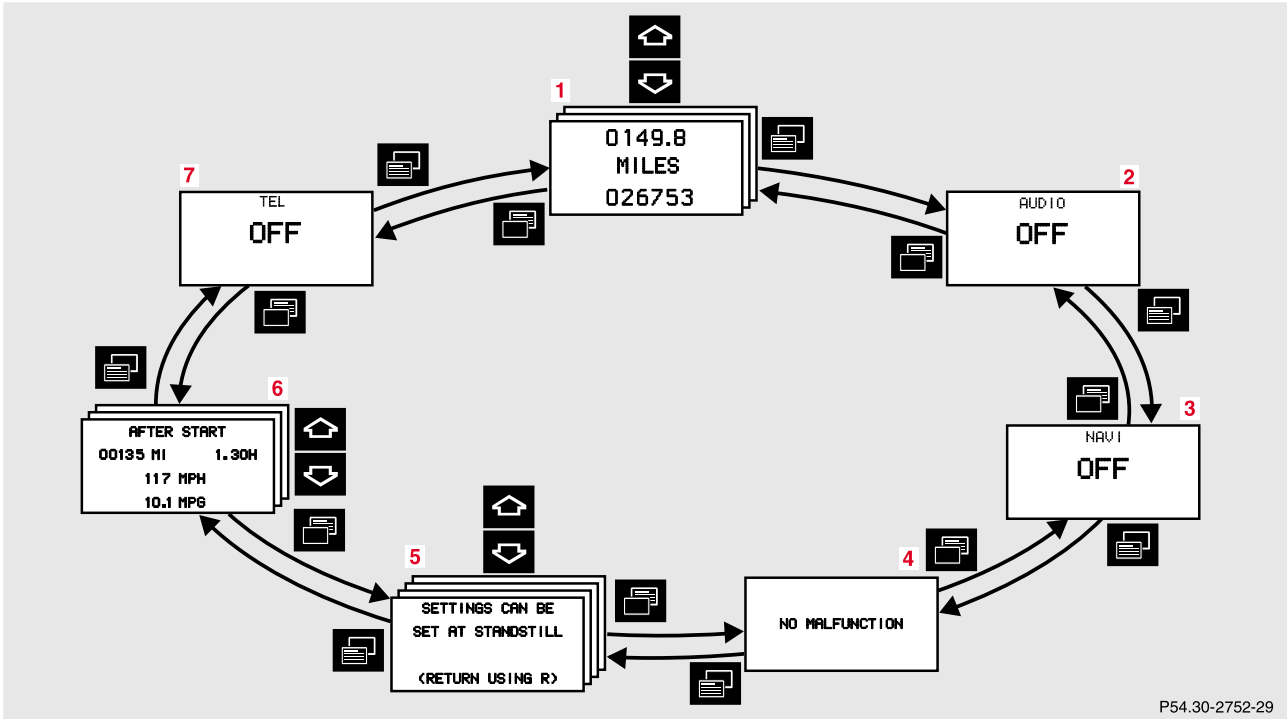 1
0149.8
MILES
026753
2
AUDIO
OFF
3
NAVI
OFF
4
NO MALFUNCTION
5
SETTINGS CAN BE
SET AT STANDSTILL
(RETURN USING R)
6
AFTER START
00135 MI 1.30H
117 MPH
10.1 MPG
7
TEL
OFF
P54.30-2752-29